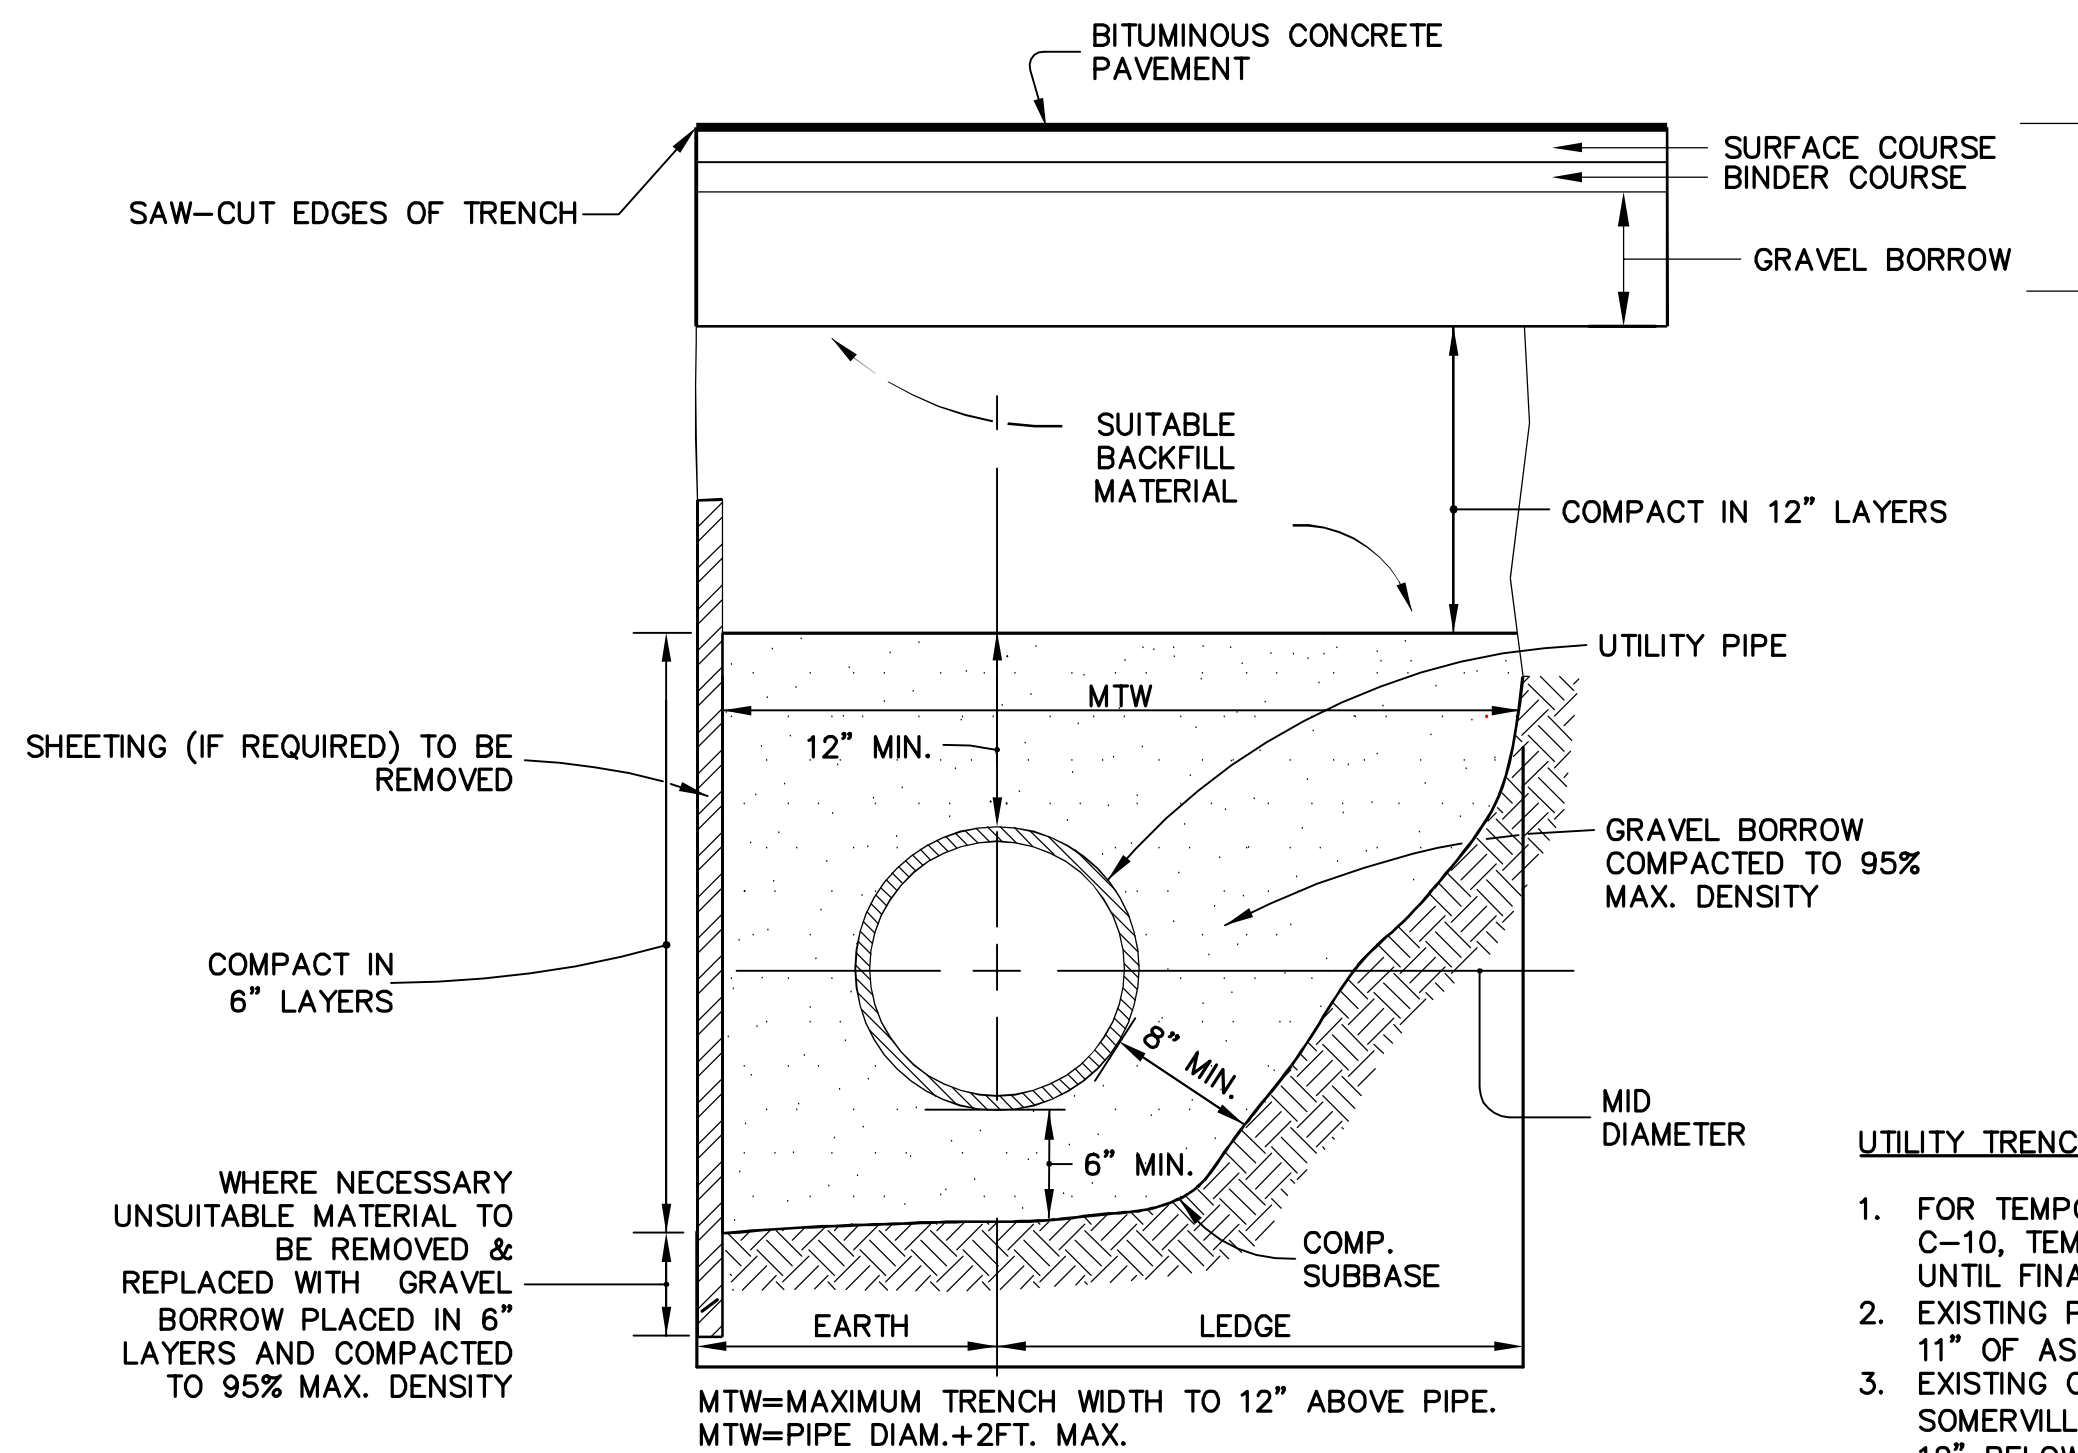 BITUMINOUS CONCRETE
PAVEMENT
SURFACE COURSE
BINDER COURSE
SAW-CUT EDGES OF TRENCH
GRAVEL BORROW
SUITABLE
BACKFILL
MATERIAL
COMPACT IN 12" LAYERS
UTILITY PIPE
MTW
12" MIN.
SHEETING (IF REQUIRED) TO BE
REMOVED
GRAVEL BORROW
COMPACTED TO 95%
MAX. DENSITY
COMPACT IN
6" LAYERS
8" MIN.
MID
DIAMETER
6" MIN.
WHERE NECESSARY
UNSUITABLE MATERIAL TO
BE REMOVED &
REPLACED WITH GRAVEL
BORROW PLACED IN 6"
LAYERS AND COMPACTED
TO 95% MAX. DENSITY
COMP.
SUBBASE
EARTH
LEDGE
MTW=MAXIMUM TRENCH WIDTH TO 12" ABOVE PIPE.
MTW=PIPE DIAM.+2FT. MAX.
UTILITY TRENC
1. FOR TEMPO
C-10, TEM
UNTIL FINA
2. EXISTING P
11" OF AS
3. EXISTING
SOMERVILL